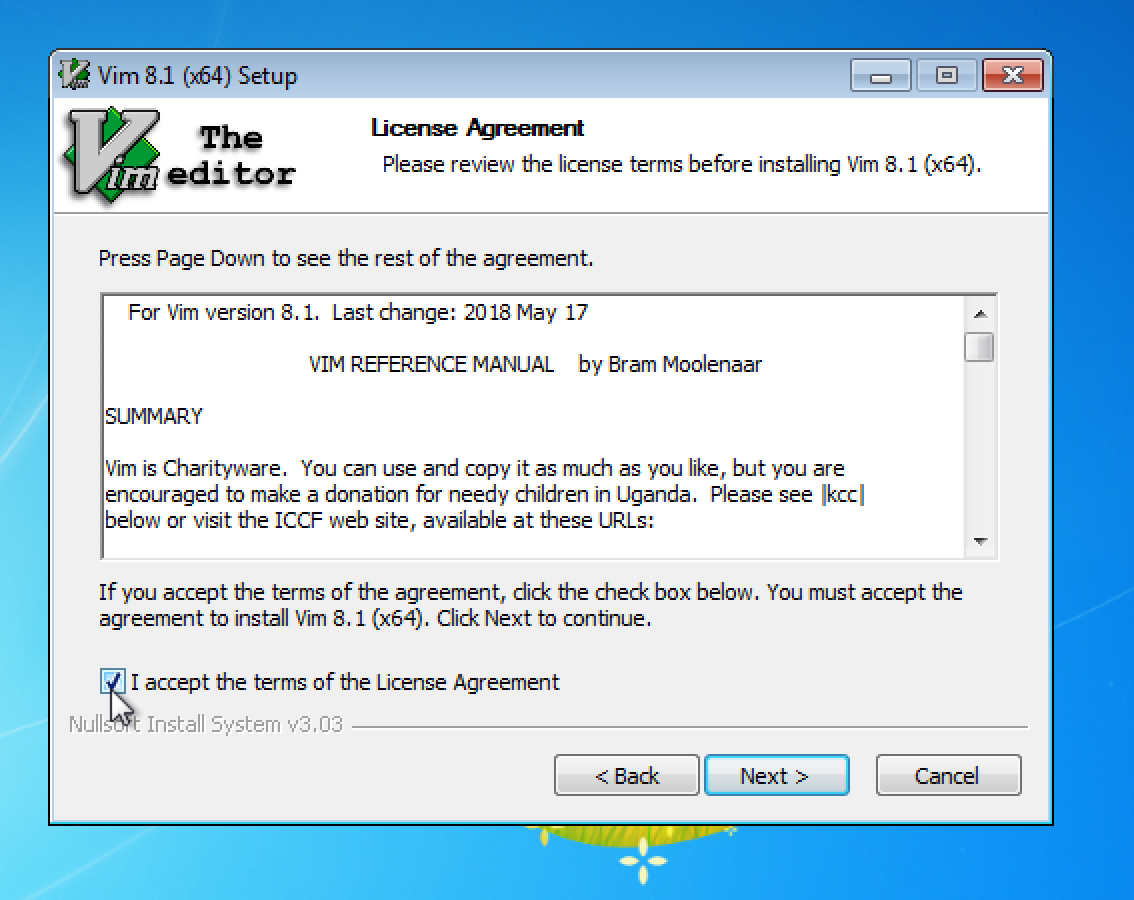 Vim 8.1 (x64) Setup
Vim
The
editor
License Agreement
Please review the license terms before installing Vim 8.1 (x64).
Press Page Down to see the rest of the agreement.
For Vim version 8.1.  Last change: 2018 May 17
VIM REFERENCE MANUAL    by Bram Moolenaar
SUMMARY
Vim is Charityware.  You can use and copy it as much as you like, but you are
encouraged to make a donation for needy children in Uganda.  Please see |kcc|
below or visit the ICCF web site, available at these URLs:
If you accept the terms of the agreement, click the check box below. You must accept the
agreement to install Vim 8.1 (x64). Click Next to continue.
I accept the terms of the License Agreement
Nullsoft Install System v3.03
< Back
Next >
Cancel